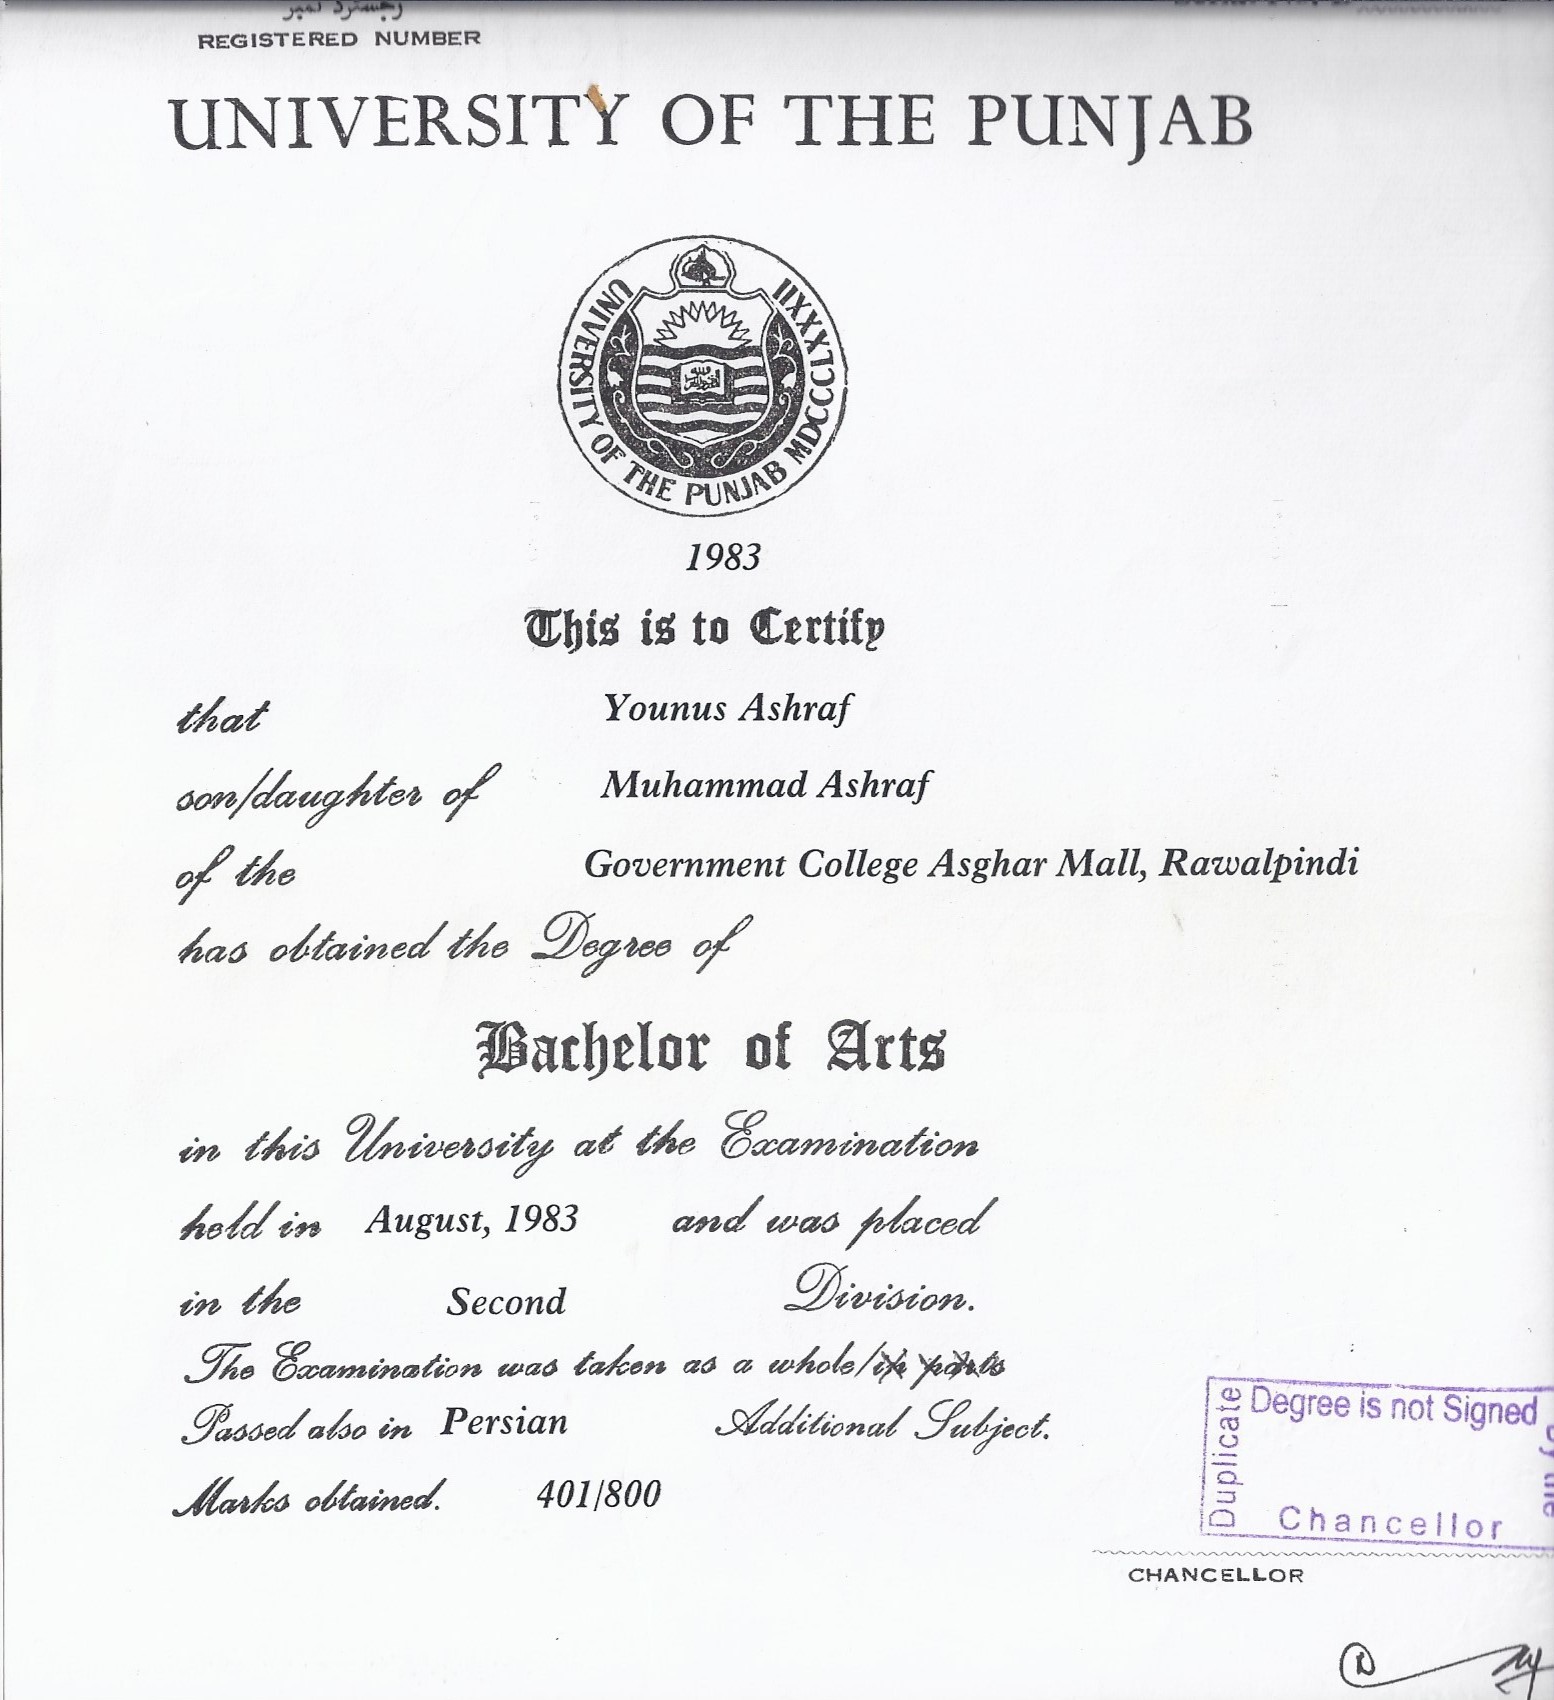 رجسٹرڈ نمبر
REGISTERED NUMBER
UNIVERSITY OF THE PUNJAB
UNIVERSITY OF THE PUNJAB MDCCCLXXXII
1983
This is to Certify
that Younus Ashraf
son/daughter of Muhammad Ashraf
of the Government College Asghar Mall, Rawalpindi
has obtained the Degree of
Bachelor of Arts
in this University at the Examination
held in August, 1983 and was placed
in the Second Division.
The Examination was taken as a whole/in parts
Passed also in Persian Additional Subject.
Marks obtained. 401/800
Duplicate
Degree is not Signed
by the
Chancellor
CHANCELLOR